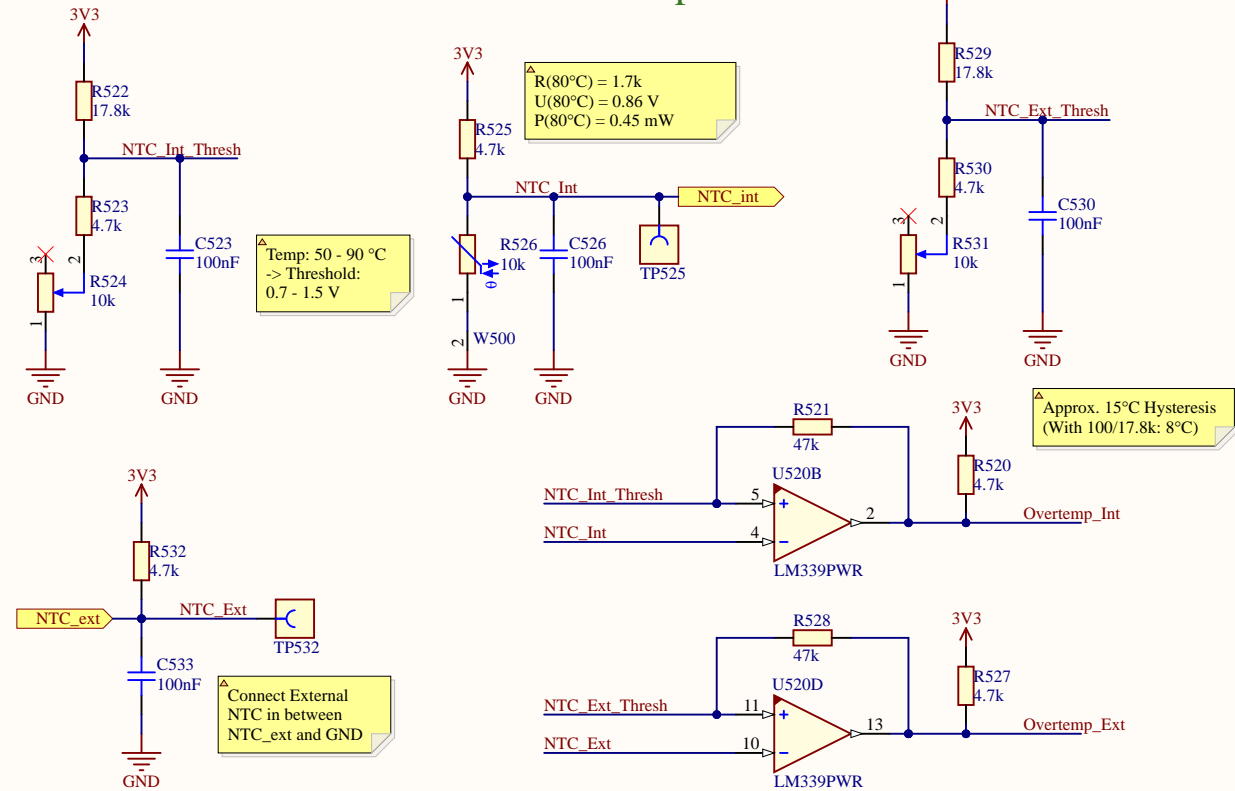 3V3
R522
17.8k
NTC_Int_Thresh
R523
4.7k
3
2
R524
10k
1
C523
100nF
GND
GND
Temp: 50 - 90 °C
-> Threshold:
0.7 - 1.5 V
3V3
R525
4.7k
R(80°C) = 1.7k
U(80°C) = 0.86 V
P(80°C) = 0.45 mW
NTC_Int
NTC_int
R526
10k
θ
C526
100nF
TP525
1
2
W500
GND
GND
R529
17.8k
NTC_Ext_Thresh
R530
4.7k
3
2
R531
10k
1
C530
100nF
GND
GND
Approx. 15°C Hysteresis
(With 100/17.8k: 8°C)
R521
47k
3V3
R520
4.7k
U520B
NTC_Int_Thresh
5
+
NTC_Int
4
−
2
Overtemp_Int
LM339PWR
3V3
R532
4.7k
NTC_ext
NTC_Ext
TP532
C533
100nF
Connect External
NTC in between
NTC_ext and GND
GND
R528
47k
3V3
R527
4.7k
U520D
NTC_Ext_Thresh
11
+
NTC_Ext
10
−
13
Overtemp_Ext
LM339PWR